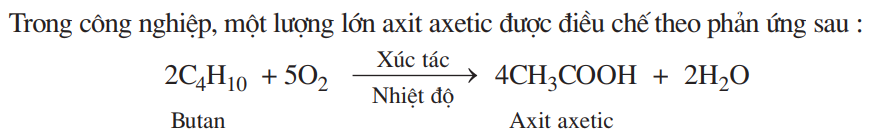 Trong công nghiệp, một lượng lớn axit axetic được điều chế theo phản ứng sau :
Xúc tác
2C₄H₁₀ + 5O₂ ⟶ 4CH₃COOH + 2H₂O
Nhiệt độ
Butan Axit axetic